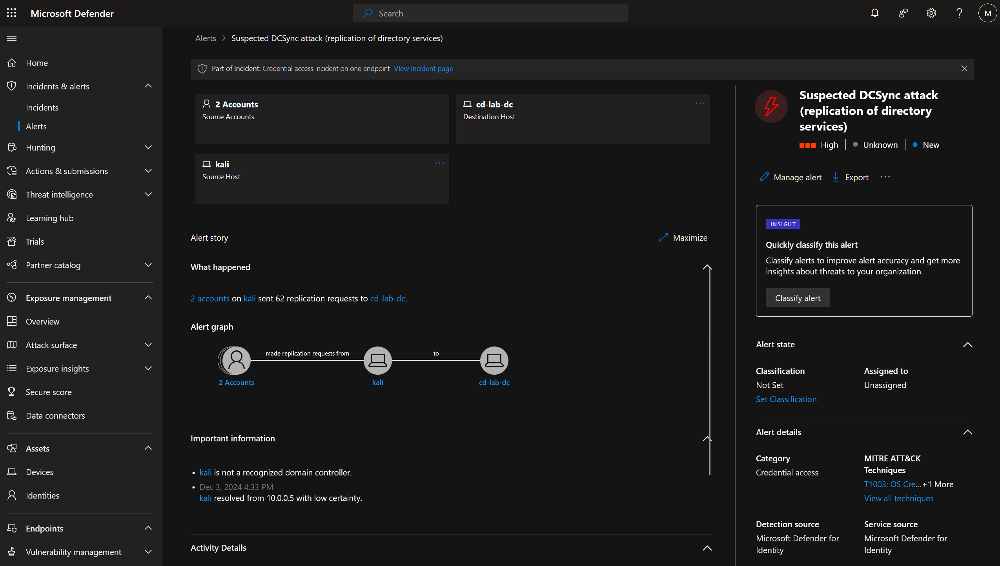 Microsoft Defender
Search
M
Home
Incidents & alerts
Incidents
Alerts
Hunting
Actions & submissions
Threat intelligence
Learning hub
Trials
Partner catalog
Exposure management
Overview
Attack surface
Exposure insights
Secure score
Data connectors
Assets
Devices
Identities
Endpoints
Vulnerability management
Alerts > Suspected DCSync attack (replication of directory services)
Part of incident: Credential access incident on one endpoint View incident page
2 Accounts
Source Accounts
cd-lab-dc
Destination Host
kali
Source Host
Alert story
Maximize
What happened
2 accounts on kali sent 62 replication requests to cd-lab-dc.
Alert graph
made replication requests from
to
2 Accounts
kali
cd-lab-dc
Important information
• kali is not a recognized domain controller.
• Dec 3, 2024 4:33 PM
kali resolved from 10.0.0.5 with low certainty.
Activity Details
Suspected DCSync attack
(replication of directory
services)
High
Unknown
New
Manage alert
Export
INSIGHT
Quickly classify this alert
Classify alerts to improve alert accuracy and get more
insights about threats to your organization.
Classify alert
Alert state
Classification
Not Set
Set Classification
Assigned to
Unassigned
Alert details
Category
Credential access
MITRE ATT&CK
Techniques
T1003: OS Cre...+1 More
View all techniques
Detection source
Microsoft Defender for
Identity
Service source
Microsoft Defender for
Identity